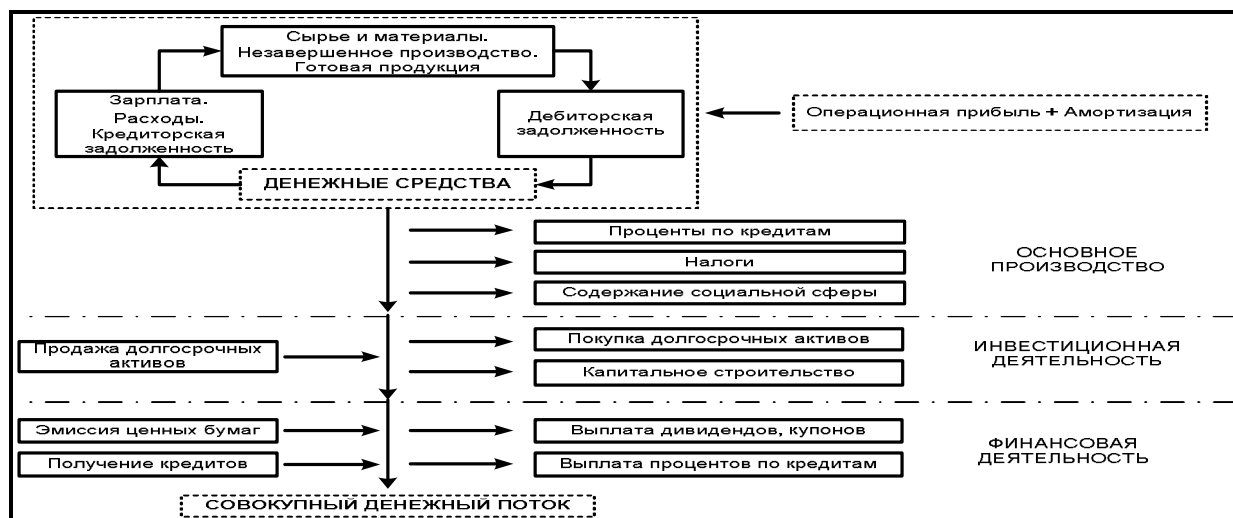 Сырье и материалы.
Незавершенное производство.
Готовая продукция
Зарплата.
Расходы.
Кредиторская
задолженность
Дебиторская
задолженность
Операционная прибыль + Амортизация
ДЕНЕЖНЫЕ СРЕДСТВА
Проценты по кредитам
Налоги
Содержание социальной сферы
ОСНОВНОЕ
ПРОИЗВОДСТВО
Продажа долгосрочных
активов
Покупка долгосрочных активов
Капитальное строительство
ИНВЕСТИЦИОННАЯ
ДЕЯТЕЛЬНОСТЬ
Эмиссия ценных бумаг
Получение кредитов
Выплата дивидендов, купонов
Выплата процентов по кредитам
ФИНАНСОВАЯ
ДЕЯТЕЛЬНОСТЬ
СОВОКУПНЫЙ ДЕНЕЖНЫЙ ПОТОК